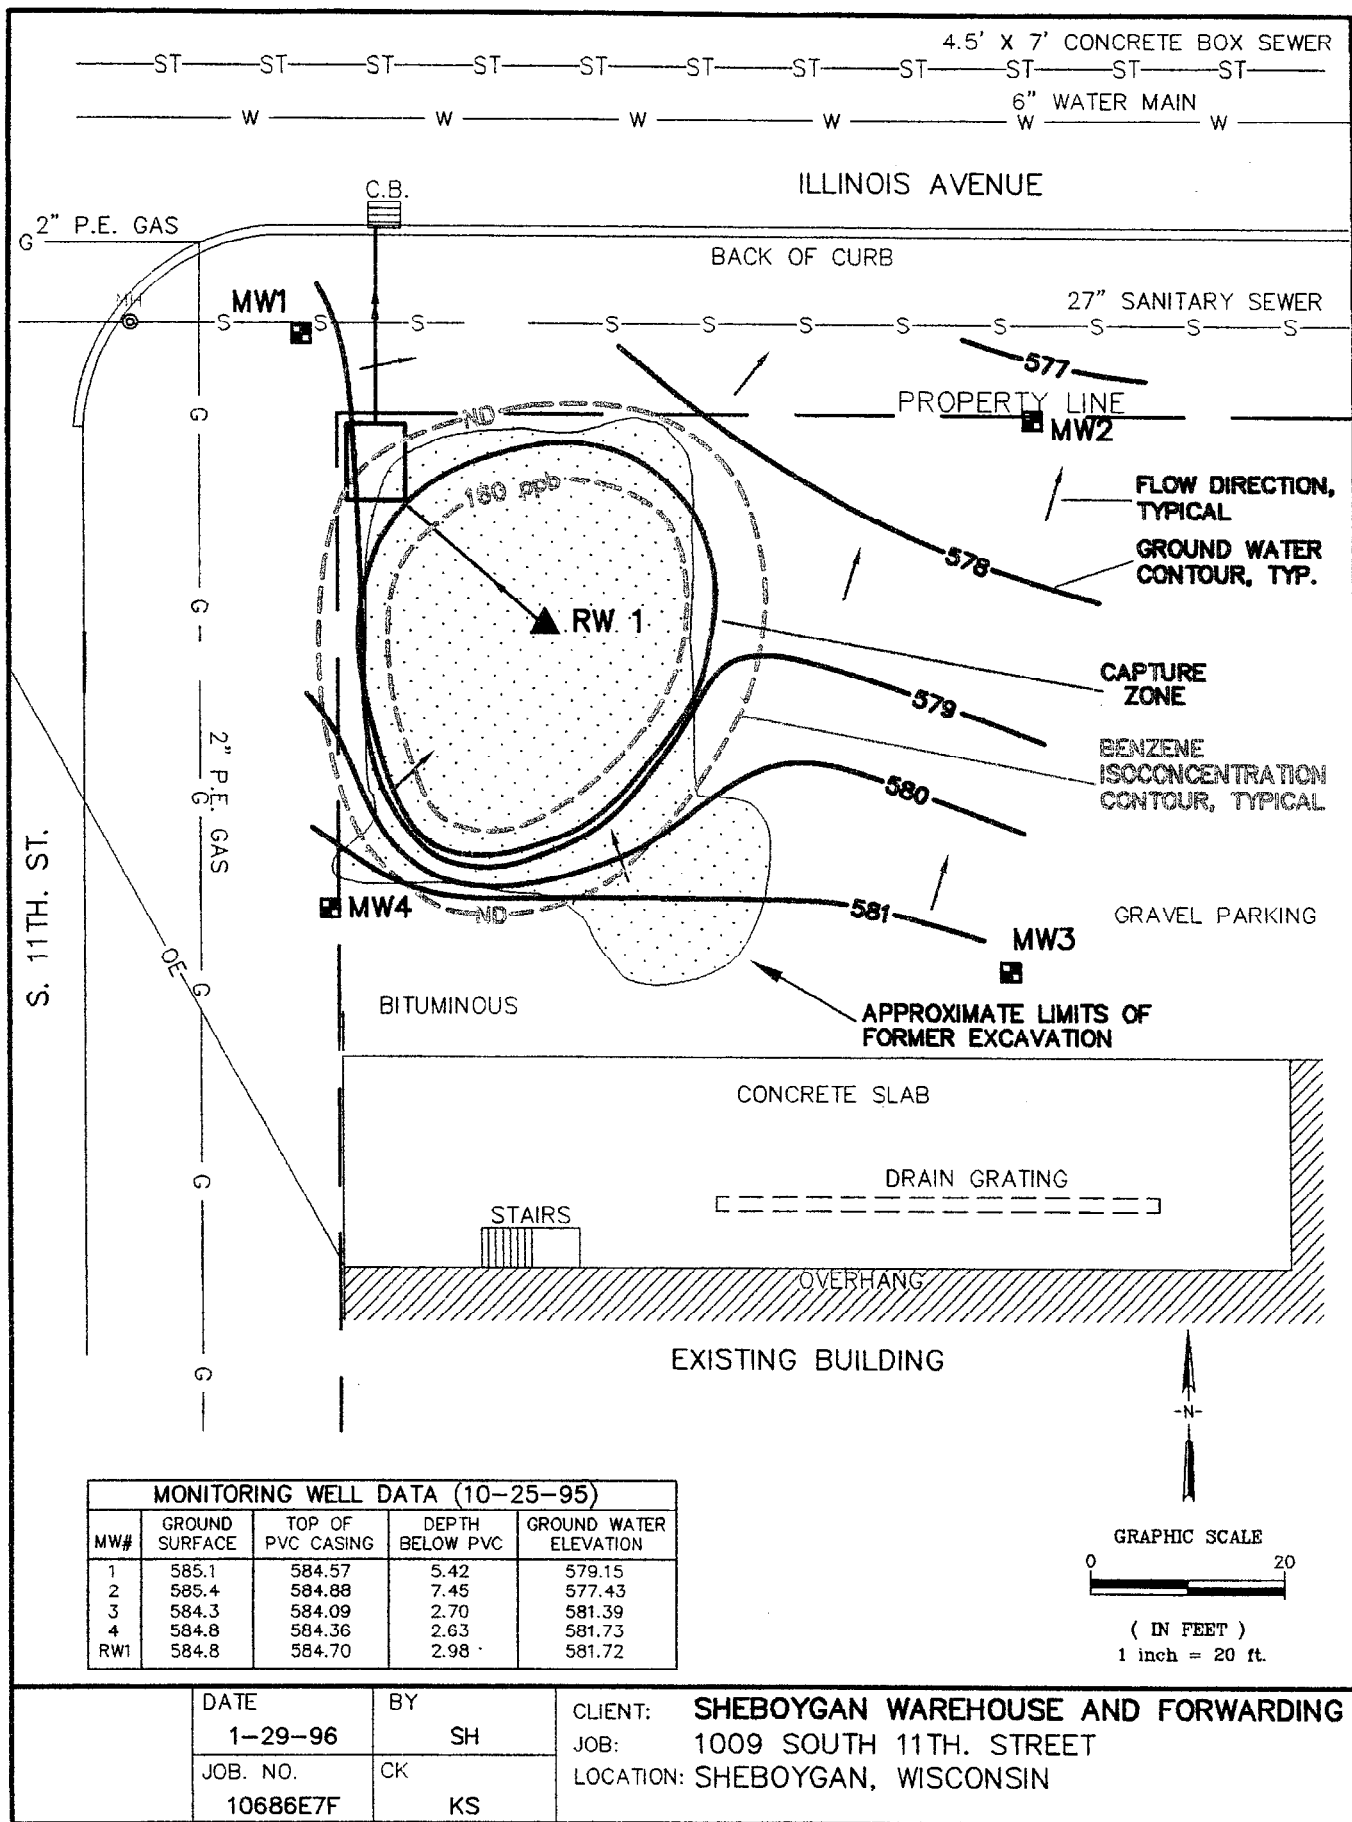 4.5' X 7' CONCRETE BOX SEWER
ST ST ST ST ST ST ST ST ST ST ST
6" WATER MAIN
W W W W W W
ILLINOIS AVENUE
C.B.
2" P.E. GAS
G
BACK OF CURB
MH
MW1
27" SANITARY SEWER
S S S S S S S S S S S
577
PROPERTY LINE
MW2
ND
G
160 ppb
FLOW DIRECTION,
TYPICAL
GROUND WATER
CONTOUR, TYP.
578
G
RW 1
CAPTURE
ZONE
579
BENZENE
ISOCONCENTRATION
CONTOUR, TYPICAL
580
2" P.E. GAS
G
S. 11TH. ST.
MW4
ND
581
GRAVEL PARKING
MW3
OE
G
BITUMINOUS
APPROXIMATE LIMITS OF
FORMER EXCAVATION
CONCRETE SLAB
G
DRAIN GRATING
STAIRS
OVERHANG
EXISTING BUILDING
G
-N-
MONITORING WELL DATA (10-25-95)
MW# GROUND SURFACE TOP OF PVC CASING DEPTH BELOW PVC GROUND WATER ELEVATION
1 585.1 584.57 5.42 579.15
2 585.4 584.88 7.45 577.43
3 584.3 584.09 2.70 581.39
4 584.8 584.36 2.63 581.73
RW1 584.8 584.70 2.98 581.72
GRAPHIC SCALE
0 20
( IN FEET )
1 inch = 20 ft.
DATE
1-29-96
BY
SH
JOB. NO.
10686E7F
CK
KS
CLIENT: SHEBOYGAN WAREHOUSE AND FORWARDING
JOB: 1009 SOUTH 11TH. STREET
LOCATION: SHEBOYGAN, WISCONSIN